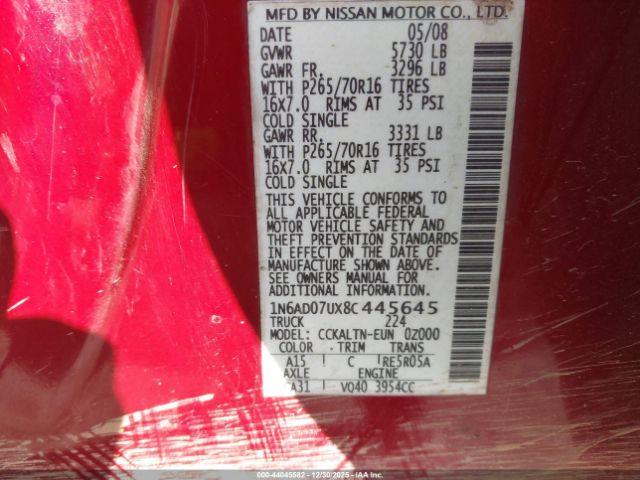 MFD BY NISSAN MOTOR CO., LTD.
DATE 05/08
GVWR 5730 LB
GAWR FR. 3296 LB
WITH P265/70R16 TIRES
16X7.0 RIMS AT 35 PSI
COLD SINGLE
GAWR RR. 3331 LB
WITH P265/70R16 TIRES
16X7.0 RIMS AT 35 PSI
COLD SINGLE
THIS VEHICLE CONFORMS TO
ALL APPLICABLE FEDERAL
MOTOR VEHICLE SAFETY AND
THEFT PREVENTION STANDARDS
IN EFFECT ON THE DATE OF
MANUFACTURE SHOWN ABOVE.
SEE OWNERS MANUAL FOR
ADDITIONAL INFORMATION.
1N6AD07UX8C445645
TRUCK 224
MODEL: CCKALTN-EUN 0Z000
COLOR TRIM TRANS
A15 C RE5R05A
AXLE ENGINE
A31 VQ40 3954CC
000-44045582 - 12/30/2025 - IAAI.com